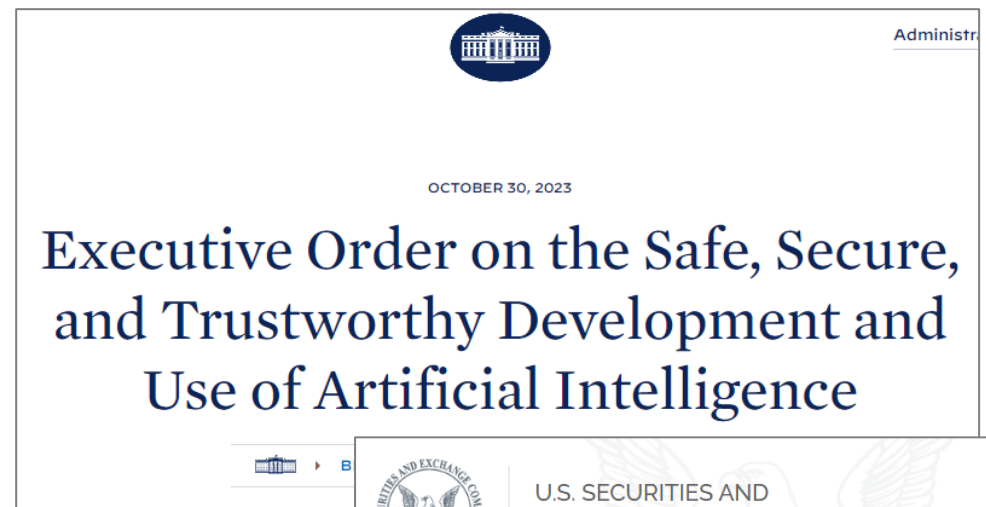 Administr
OCTOBER 30, 2023
Executive Order on the Safe, Secure,
and Trustworthy Development and
Use of Artificial Intelligence
B
U.S. SECURITIES AND